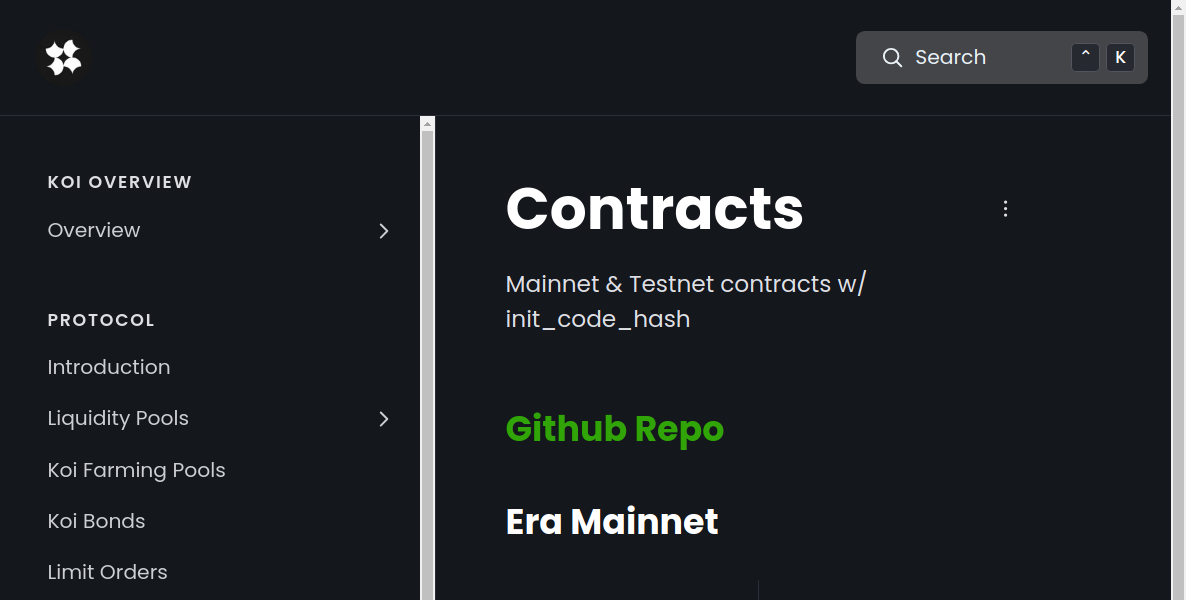 Search
^ K
KOI OVERVIEW
Overview
PROTOCOL
Introduction
Liquidity Pools
Koi Farming Pools
Koi Bonds
Limit Orders
Contracts
Mainnet & Testnet contracts w/
init_code_hash
Github Repo
Era Mainnet